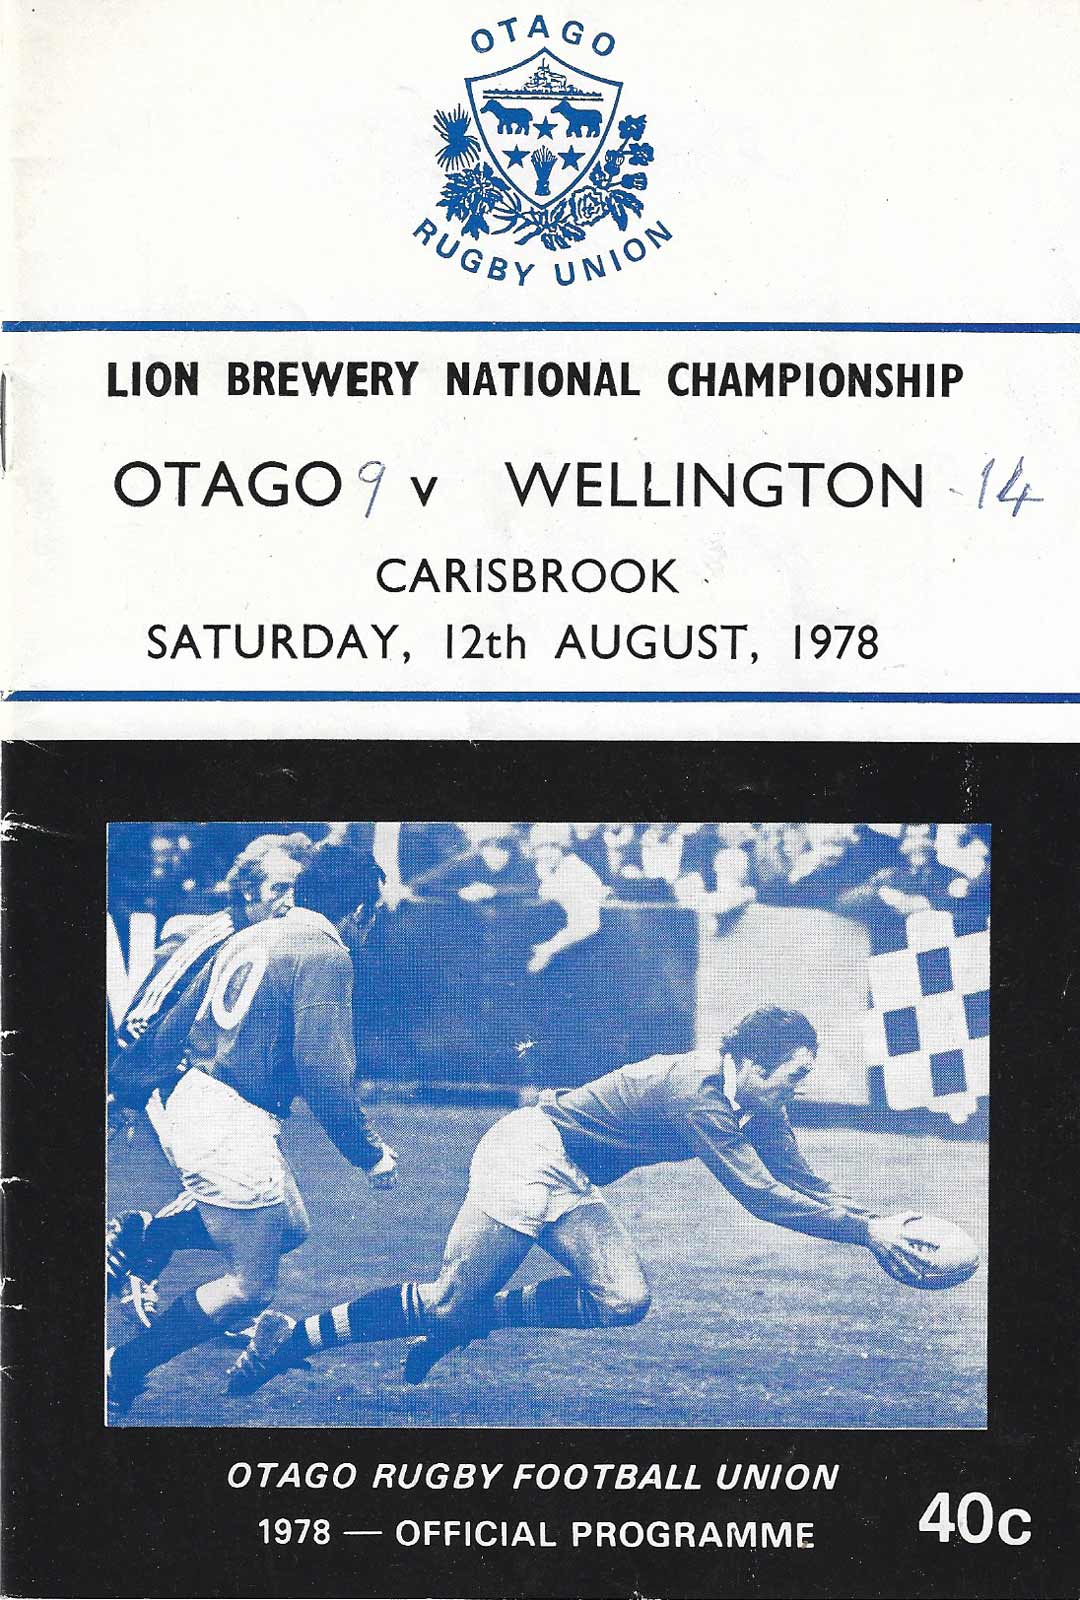 OTAGO
RUGBY UNION
LION BREWERY NATIONAL CHAMPIONSHIP
OTAGO 9 v WELLINGTON -14
CARISBROOK
SATURDAY, 12th AUGUST, 1978
10
OTAGO RUGBY FOOTBALL UNION
1978 — OFFICIAL PROGRAMME
40c